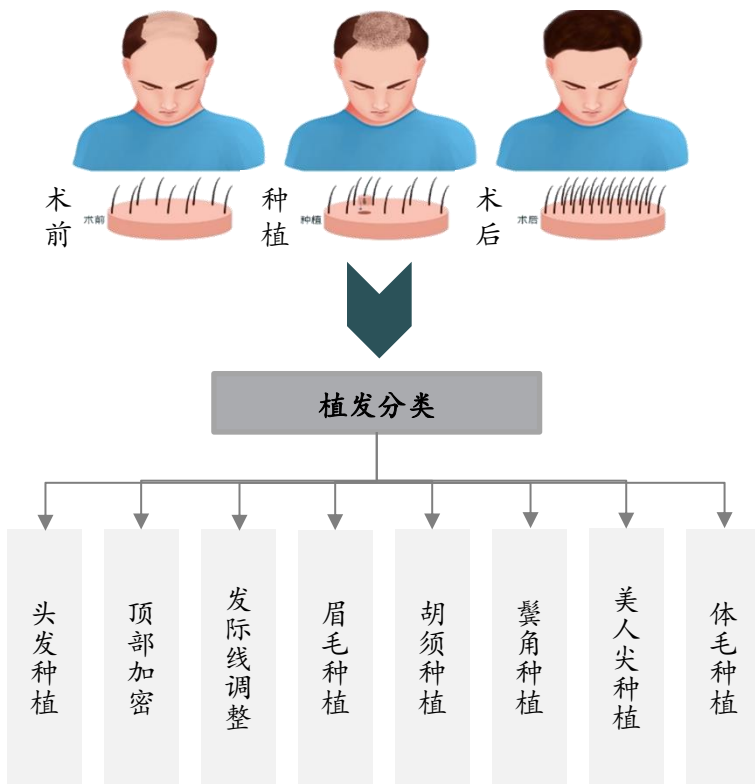 术前
术前
种植
种植
术后
术后
植发分类
头发种植
顶部加密
发际线调整
眉毛种植
胡须种植
鬓角种植
美人尖种植
体毛种植